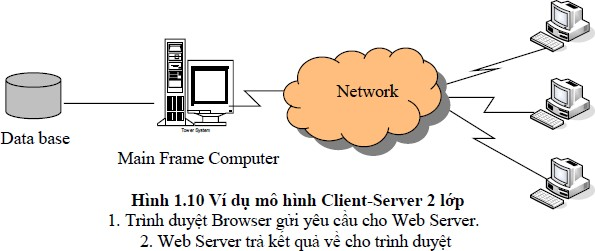 Network
Data base
Tower System
Main Frame Computer
Hình 1.10 Ví dụ mô hình Client-Server 2 lớp
1. Trình duyệt Browser gửi yêu cầu cho Web Server.
2. Web Server trả kết quả về cho trình duyệt